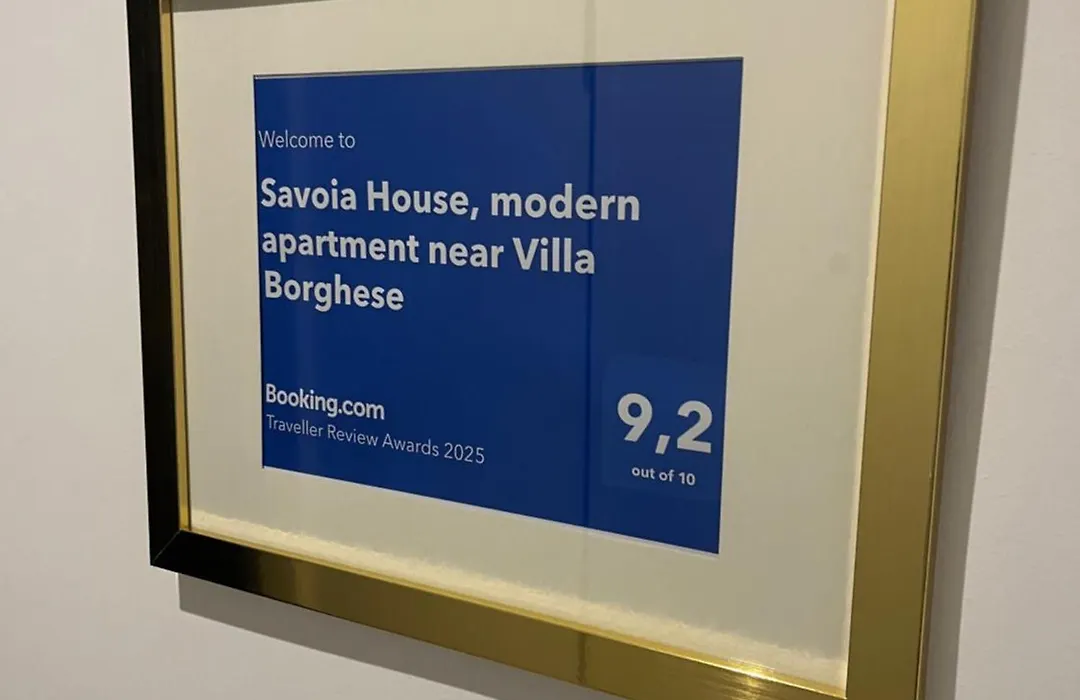 Welcome to
Savoia House, modern
apartment near Villa
Borghese
Booking.com
Traveller Review Awards 2025
9,2
out of 10